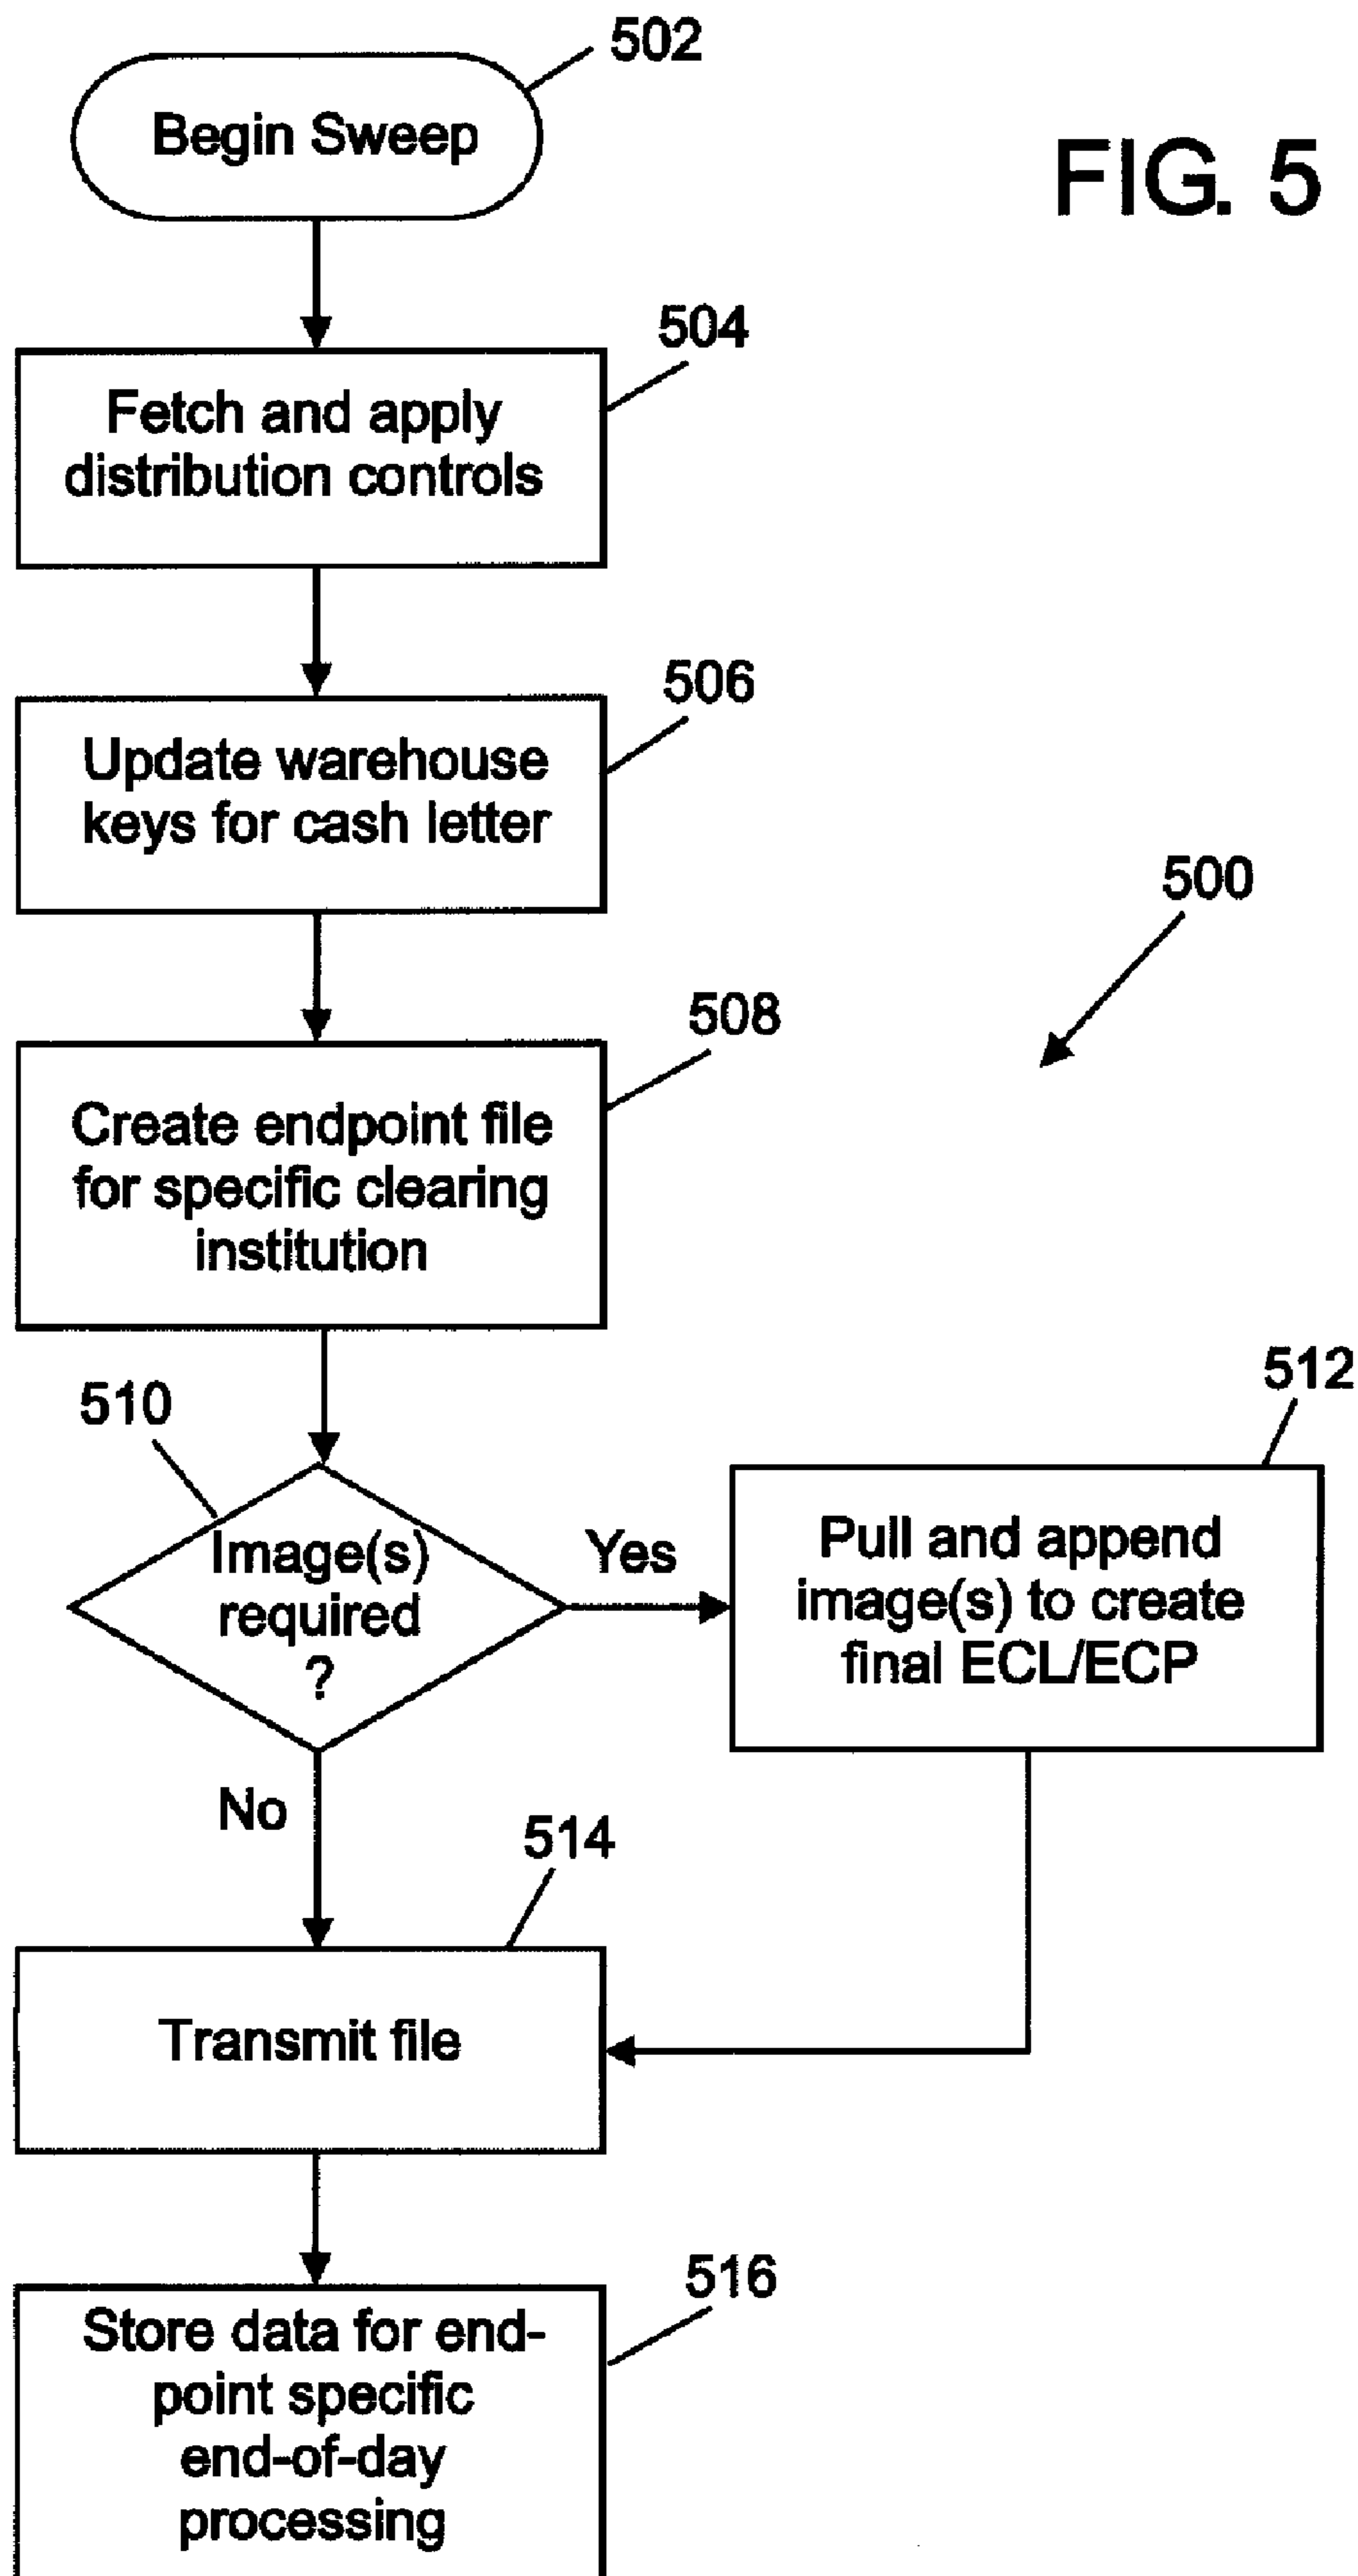 502
Begin Sweep
FIG. 5
504
Fetch and apply
distribution controls
506
Update warehouse
keys for cash letter
500
508
Create endpoint file
for specific clearing
institution
510
Image(s)
required
?
Yes
512
Pull and append
image(s) to create
final ECL/ECP
No
514
Transmit file
516
Store data for end-
point specific
end-of-day
processing